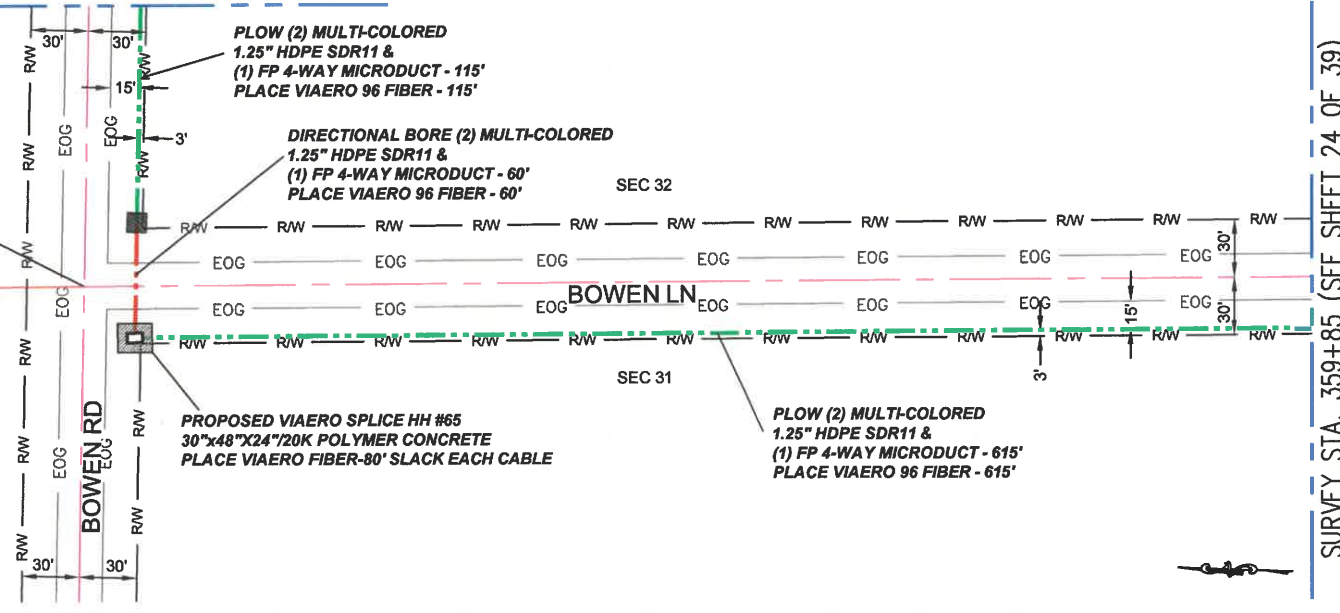 30'
30'
R/W
R/W
15'
EOG
EOG
3'
R/W
R/W
PLOW (2) MULTI-COLORED
1.25" HDPE SDR11 &
(1) FP 4-WAY MICRODUCT - 115'
PLACE VIAERO 96 FIBER - 115'
DIRECTIONAL BORE (2) MULTI-COLORED
1.25" HDPE SDR11 &
(1) FP 4-WAY MICRODUCT - 60'
PLACE VIAERO 96 FIBER - 60'
SEC 32
R/W R/W R/W R/W R/W R/W R/W R/W R/W R/W R/W R/W
R/W
30'
EOG EOG EOG EOG EOG EOG EOG
EOG
BOWEN LN
EOG EOG EOG EOG EOG EOG EOG
15'
30'
R/W R/W R/W R/W R/W R/W R/W R/W R/W R/W R/W R/W
R/W
3'
SEC 31
PROPOSED VIAERO SPLICE HH #65
30"x48"X24"/20K POLYMER CONCRETE
PLACE VIAERO FIBER-80' SLACK EACH CABLE
PLOW (2) MULTI-COLORED
1.25" HDPE SDR11 &
(1) FP 4-WAY MICRODUCT - 615'
PLACE VIAERO 96 FIBER - 615'
BOWEN RD
R/W
EOG
EOG
R/W
R/W
R/W
30'
30'
SURVEY STA. 359+85 (SEE SHEET 24 OF 39)